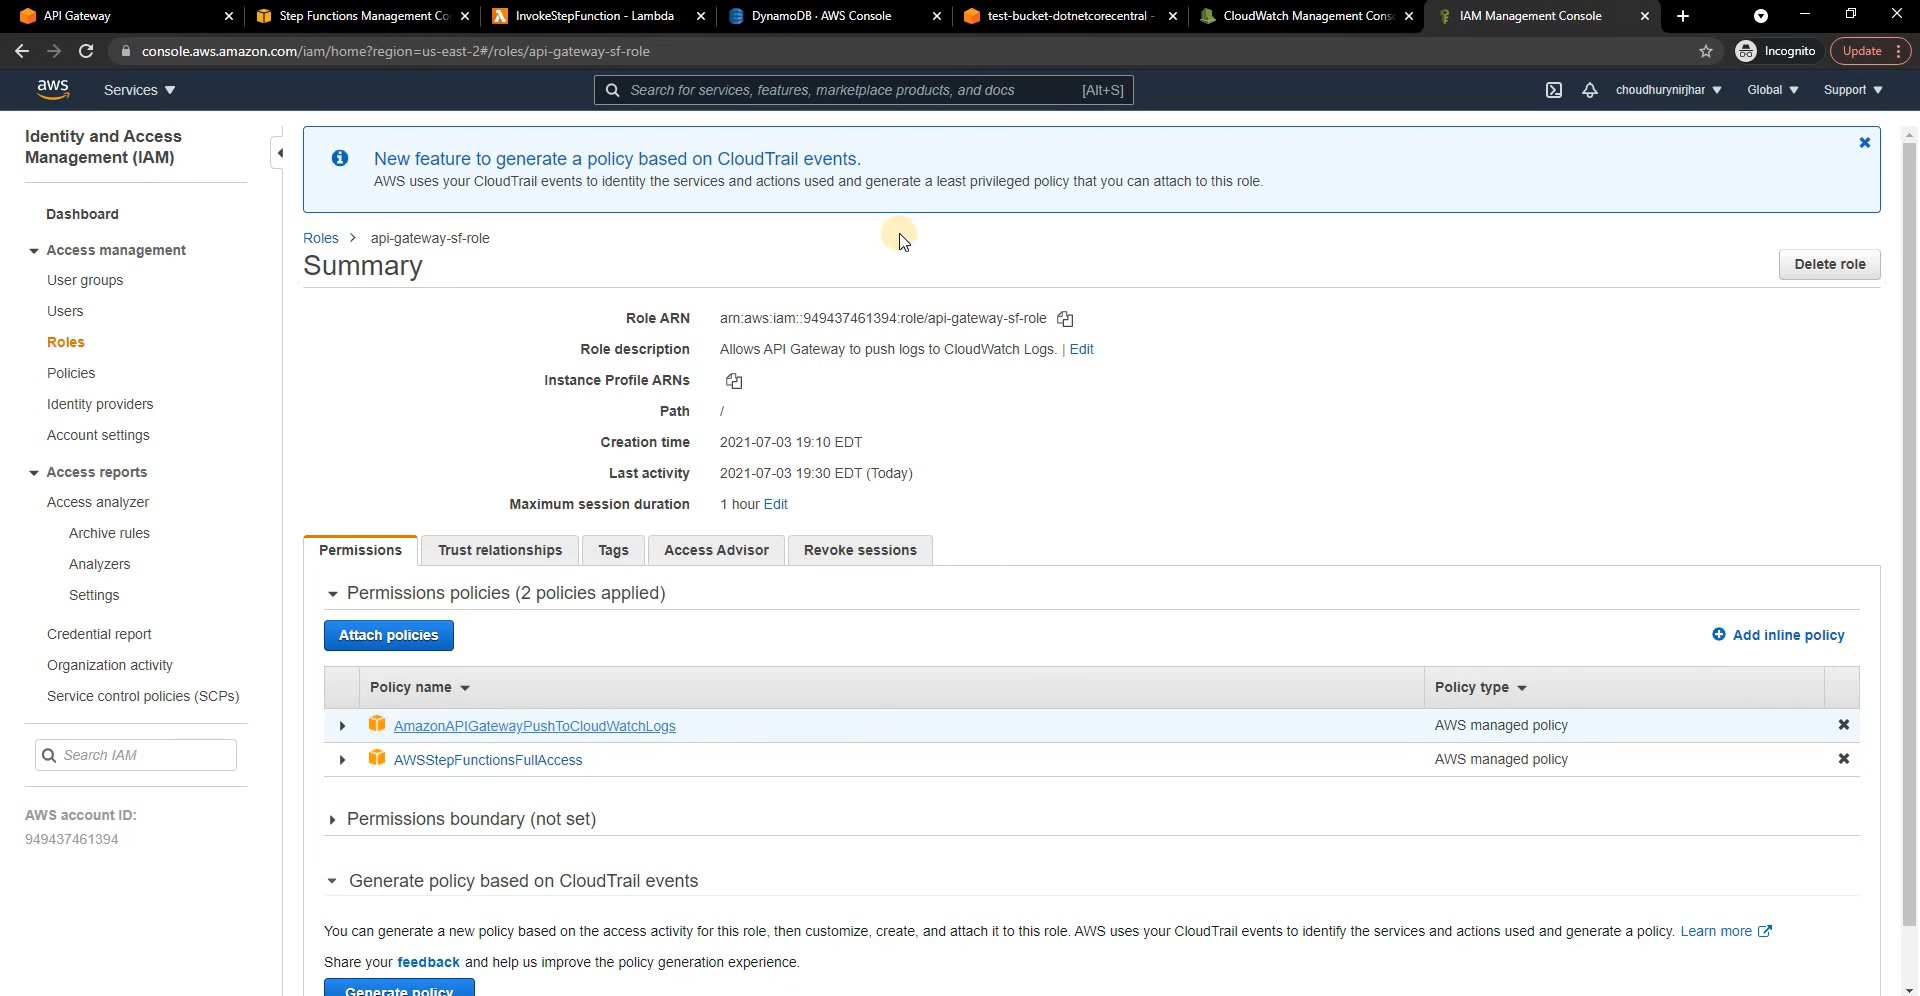 API Gateway
Step Functions Management Co
InvokeStepFunction - Lambda
DynamoDB · AWS Console
test-bucket-dotnetcorecentral -
CloudWatch Management Cons
IAM Management Console
console.aws.amazon.com/iam/home?region=us-east-2#/roles/api-gateway-sf-role
Incognito
Update
aws
Services
Search for services, features, marketplace products, and docs
[Alt+S]
choudhurynirjhar
Global
Support
Identity and Access
Management (IAM)
Dashboard
Access management
User groups
Users
Roles
Policies
Identity providers
Account settings
Access reports
Access analyzer
Archive rules
Analyzers
Settings
Credential report
Organization activity
Service control policies (SCPs)
Search IAM
AWS account ID:
949437461394
New feature to generate a policy based on CloudTrail events.
AWS uses your CloudTrail events to identify the services and actions used and generate a least privileged policy that you can attach to this role.
Roles > api-gateway-sf-role
Summary
Delete role
Role ARN arn:aws:iam::949437461394:role/api-gateway-sf-role
Role description Allows API Gateway to push logs to CloudWatch Logs. | Edit
Instance Profile ARNs
Path /
Creation time 2021-07-03 19:10 EDT
Last activity 2021-07-03 19:30 EDT (Today)
Maximum session duration 1 hour Edit
Permissions
Trust relationships
Tags
Access Advisor
Revoke sessions
Permissions policies (2 policies applied)
Attach policies
Add inline policy
Policy name
Policy type
AmazonAPIGatewayPushToCloudWatchLogs AWS managed policy
AWSStepFunctionsFullAccess AWS managed policy
Permissions boundary (not set)
Generate policy based on CloudTrail events
You can generate a new policy based on the access activity for this role, then customize, create, and attach it to this role. AWS uses your CloudTrail events to identify the services and actions used and generate a policy. Learn more
Share your feedback and help us improve the policy generation experience.
Generate policy